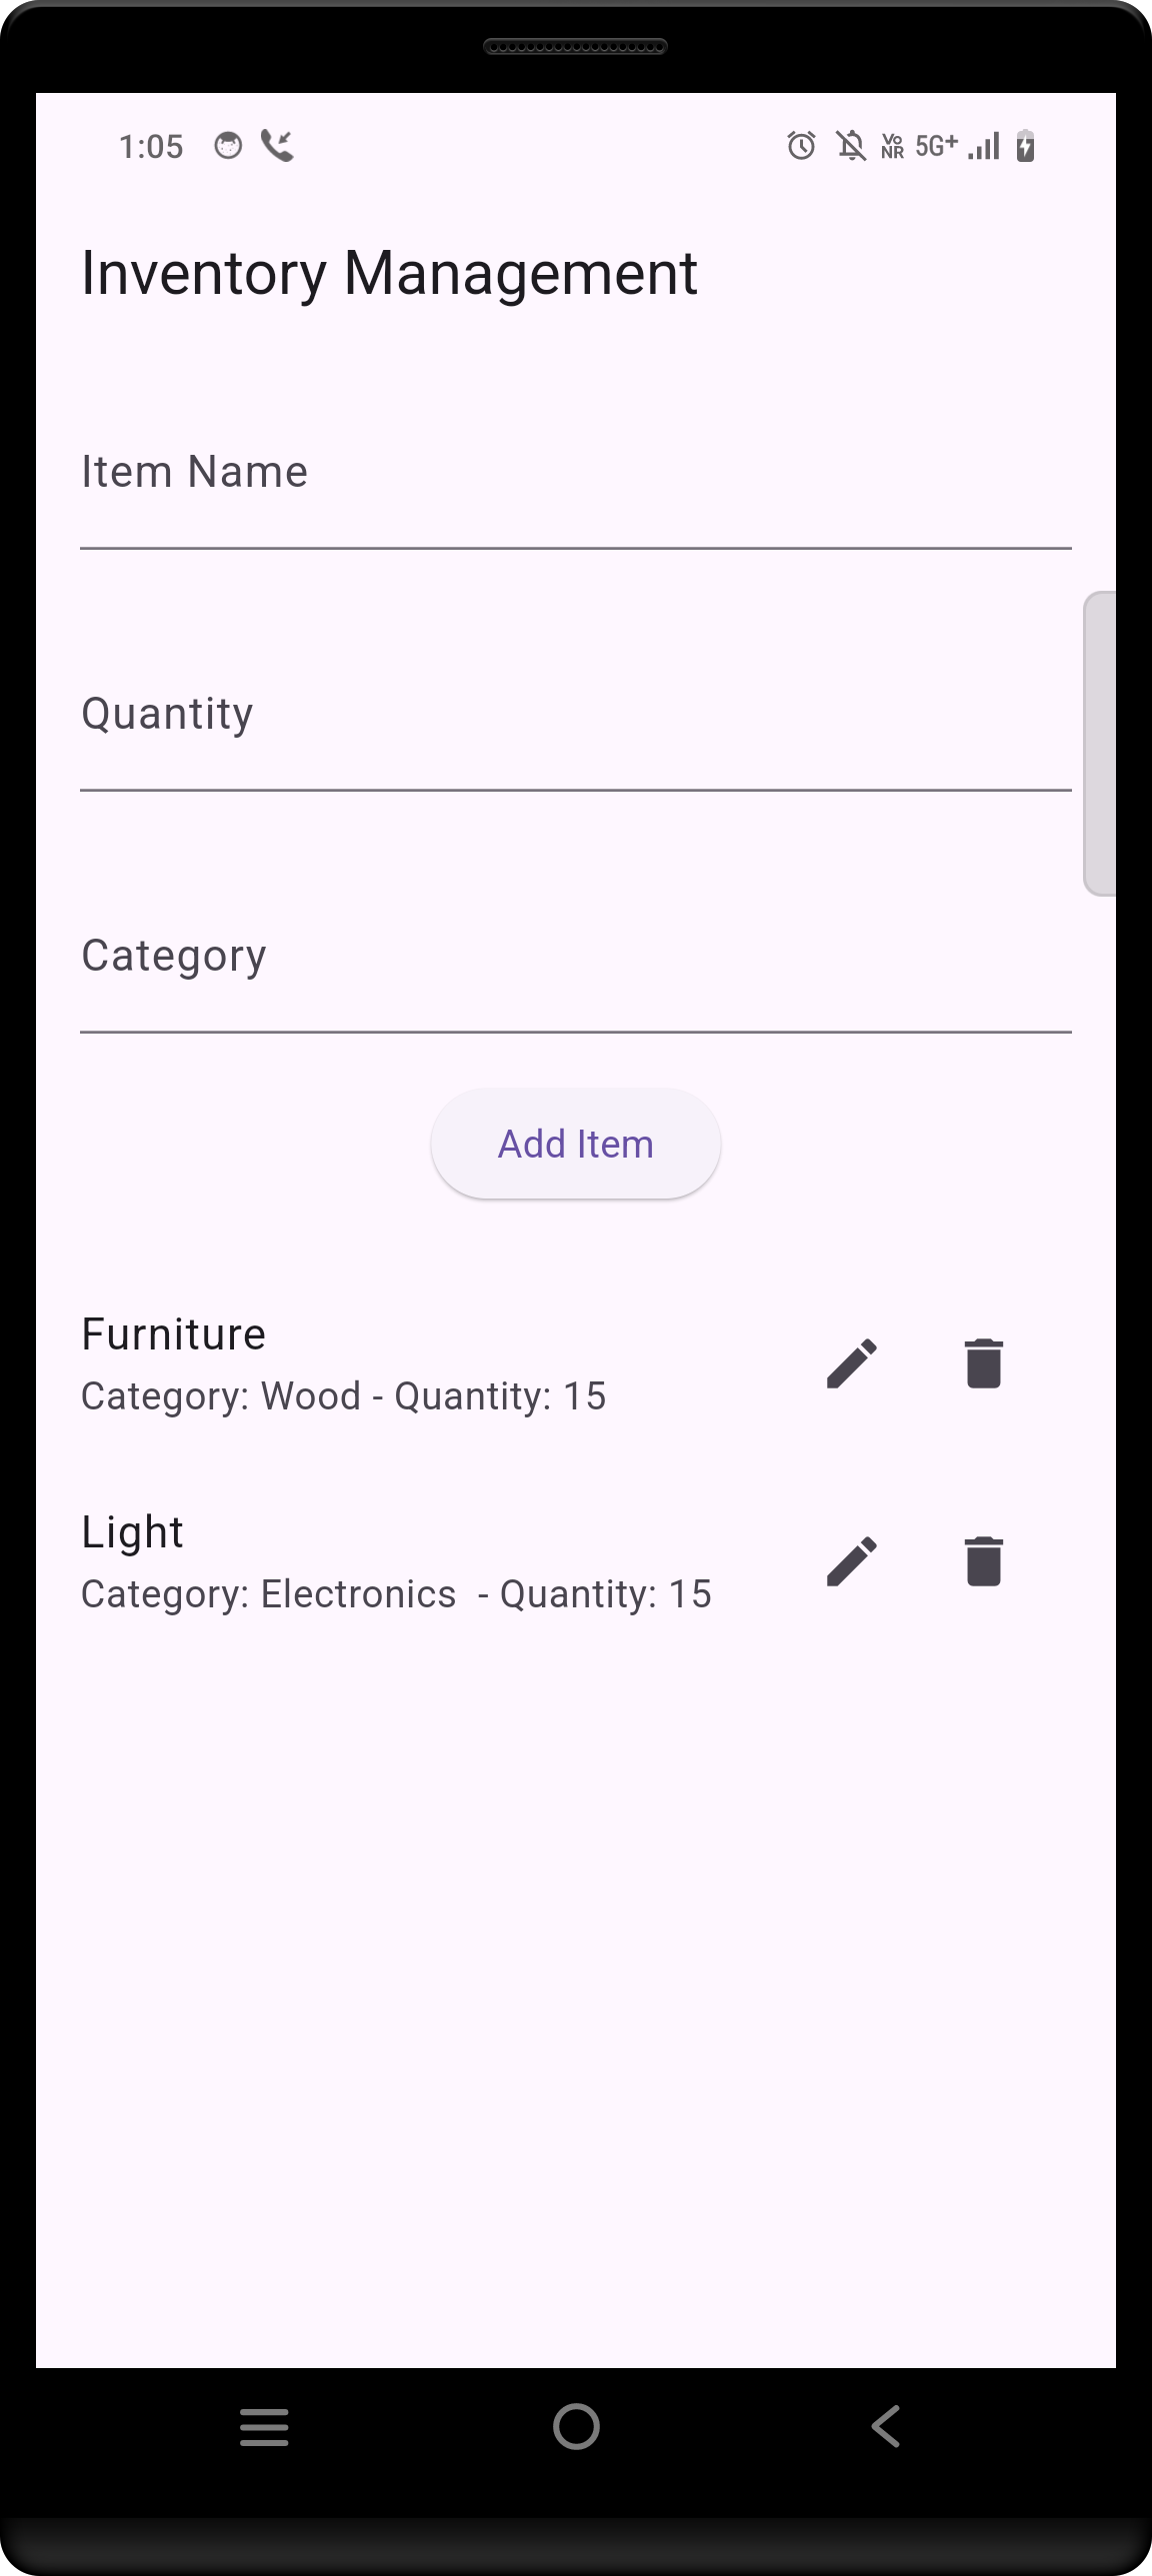 1:05 Vo NR 5G+
Inventory Management
Item Name
Quantity
Category
Add Item
Furniture
Category: Wood - Quantity: 15
Light
Category: Electronics  - Quantity: 15